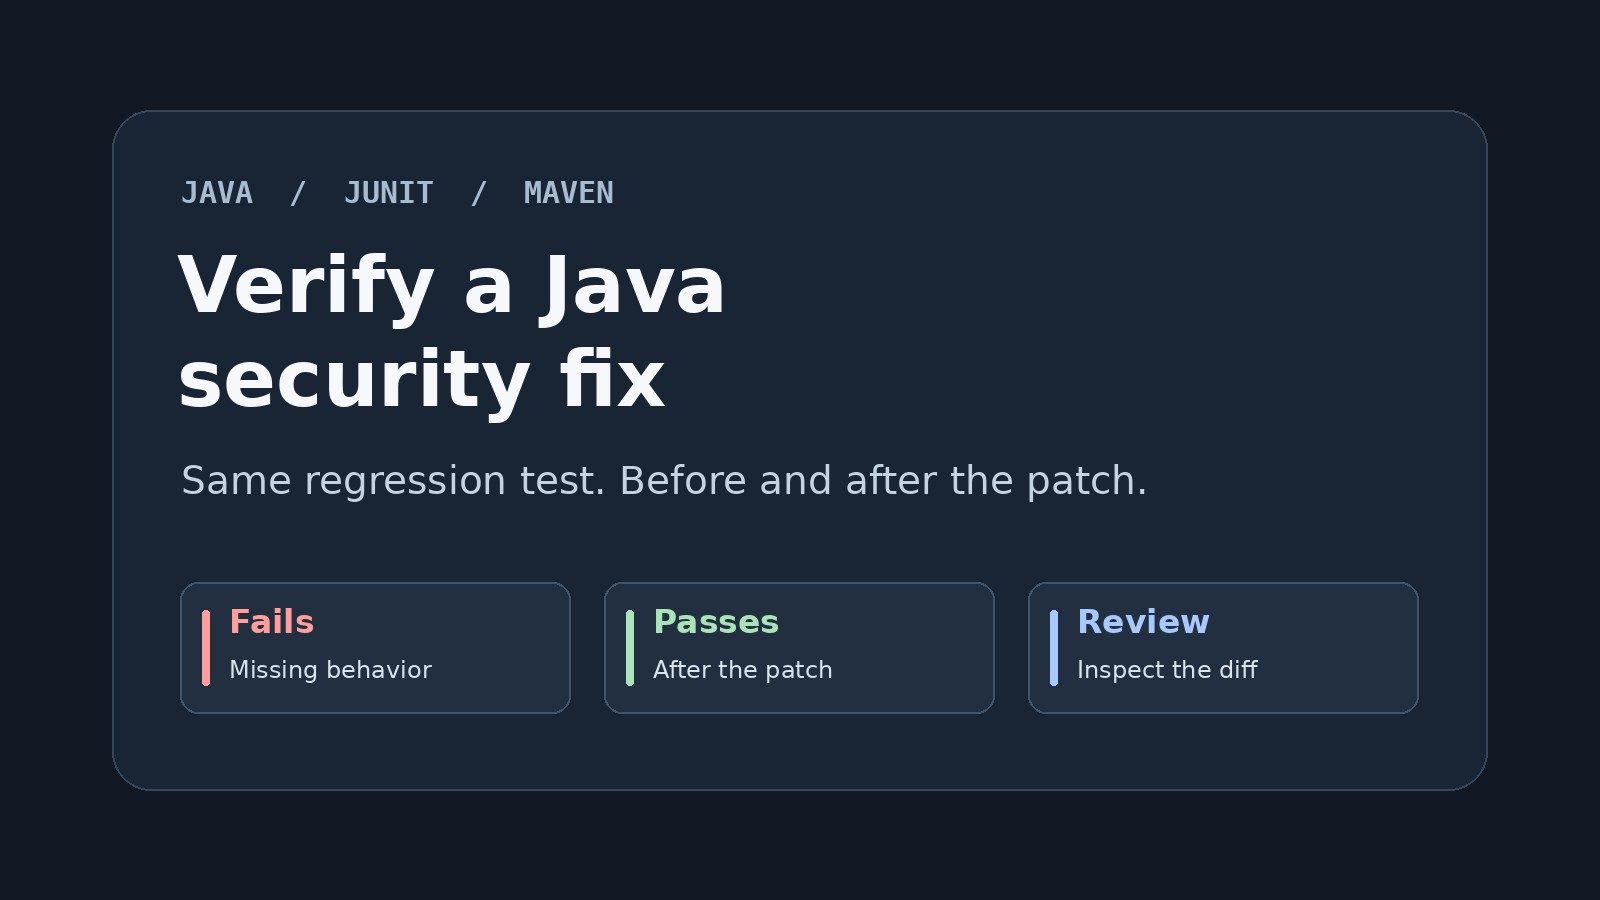 JAVA / JUNIT / MAVEN
Verify a Java
security fix
Same regression test. Before and after the patch.
Fails
Missing behavior
Passes
After the patch
Review
Inspect the diff